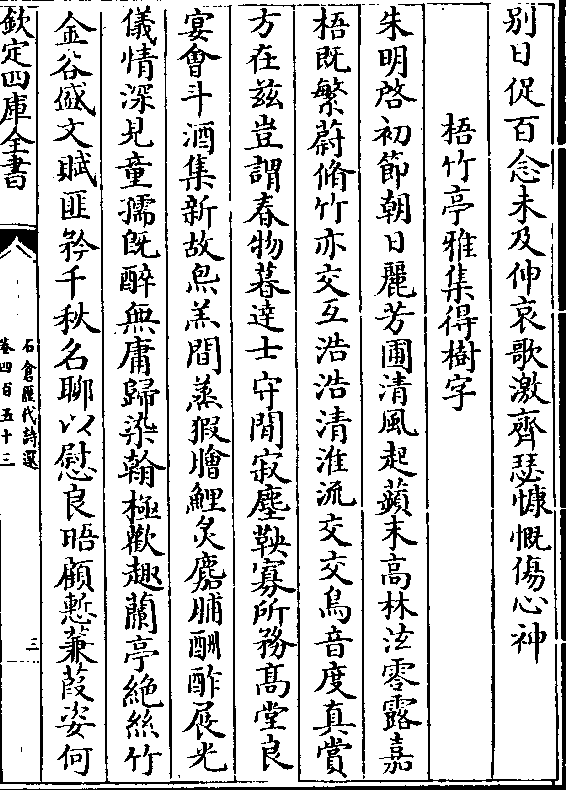 別日促百念未及伸哀歌激齊瑟慷慨傷心神
梧竹亭雅集得樹字
朱明啓初節朝日麗芳圃清風起蘋末高林泫零露嘉
梧既繁蔚脩竹亦交互浩浩清淮流交交鳥音度真賞
方在兹豈謂春物暮達士守閒寂塵鞅寡所務髙堂良
宴㑹斗酒集新故炰羔間蒸猳膾鯉炙麕脯酬酢展光
儀情深見童孺既醉無庸歸染翰極歡趣蘭亭絶絲竹
金谷盛文賦匪矜千秋名聊以慰良晤顧慙蒹葭姿何
欽定四庫全書
石倉歷代詩選
卷四百五十三
三